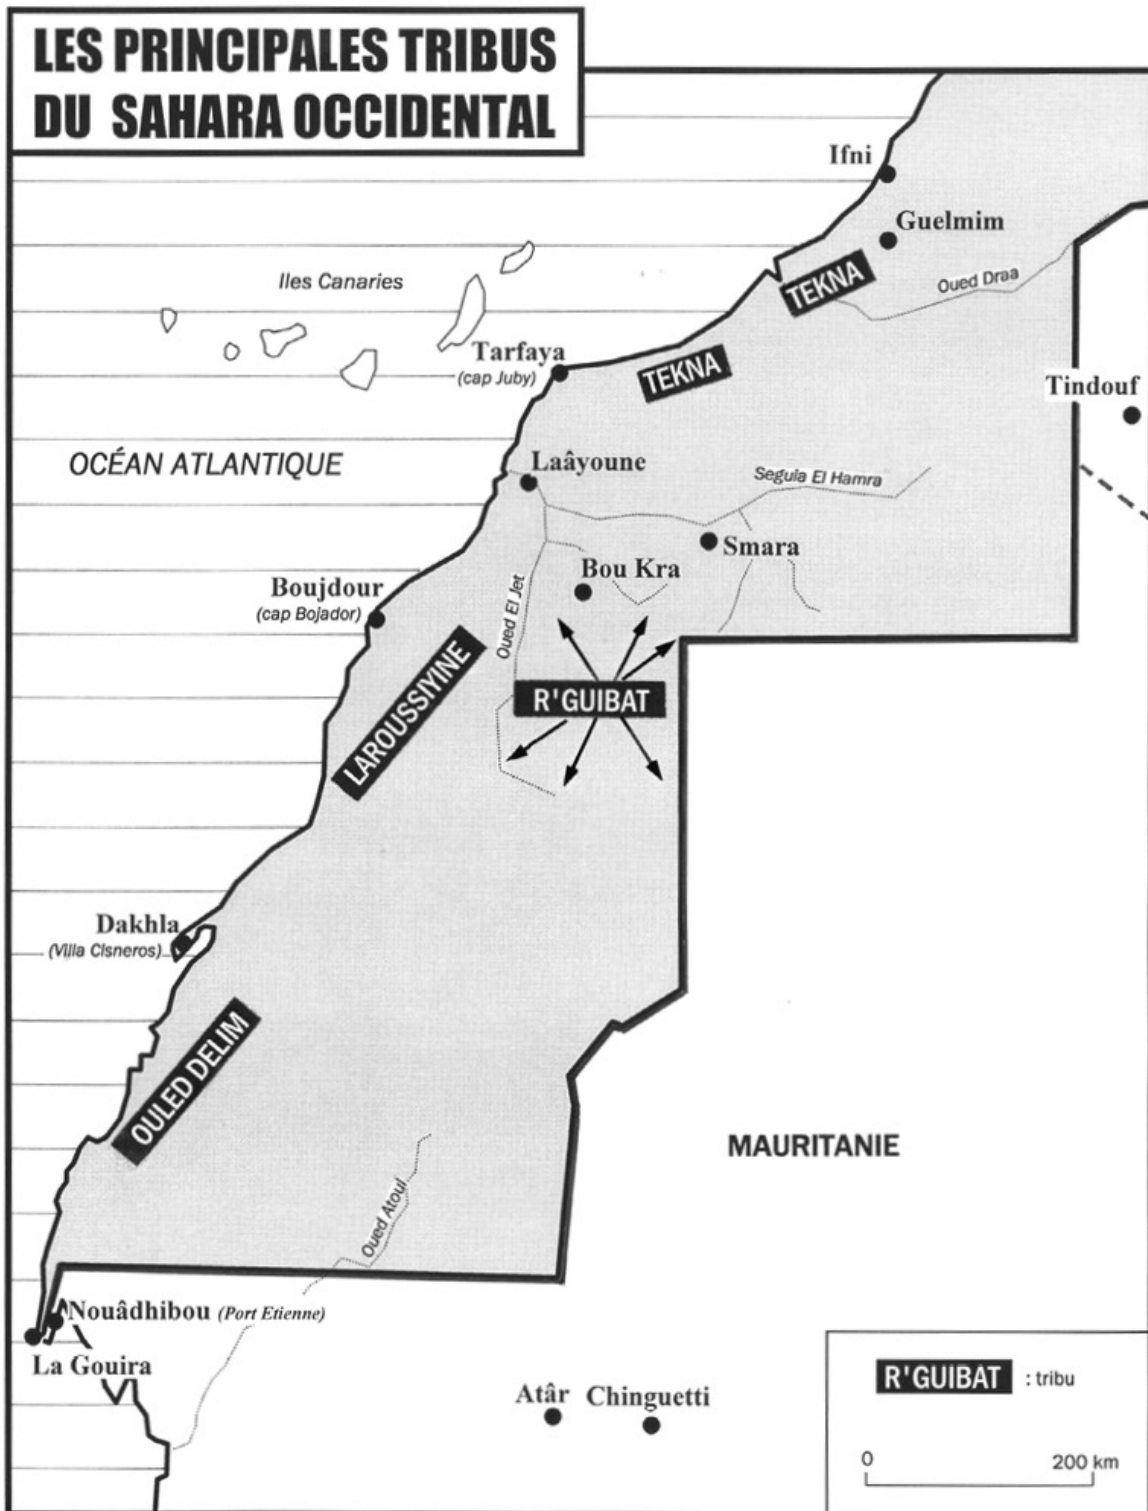 LES PRINCIPALES TRIBUS
DU SAHARA OCCIDENTAL
Ifni
Guelmim
TEKNA
Oued Draa
Iles Canaries
Tarfaya
(cap Juby)
TEKNA
Tindouf
OCÉAN ATLANTIQUE
Laâyoune
Seguia El Hamra
Smara
Bou Kra
Boujdour
(cap Bojador)
Oued El Jet
R'GUIBAT
LAROUSSIYINE
Dakhla
(Villa Cisneros)
OULED DELIM
MAURITANIE
Oued Atoui
Nouâdhibou (Port Etienne)
La Gouira
Atâr
Chinguetti
R'GUIBAT : tribu
0 200 km